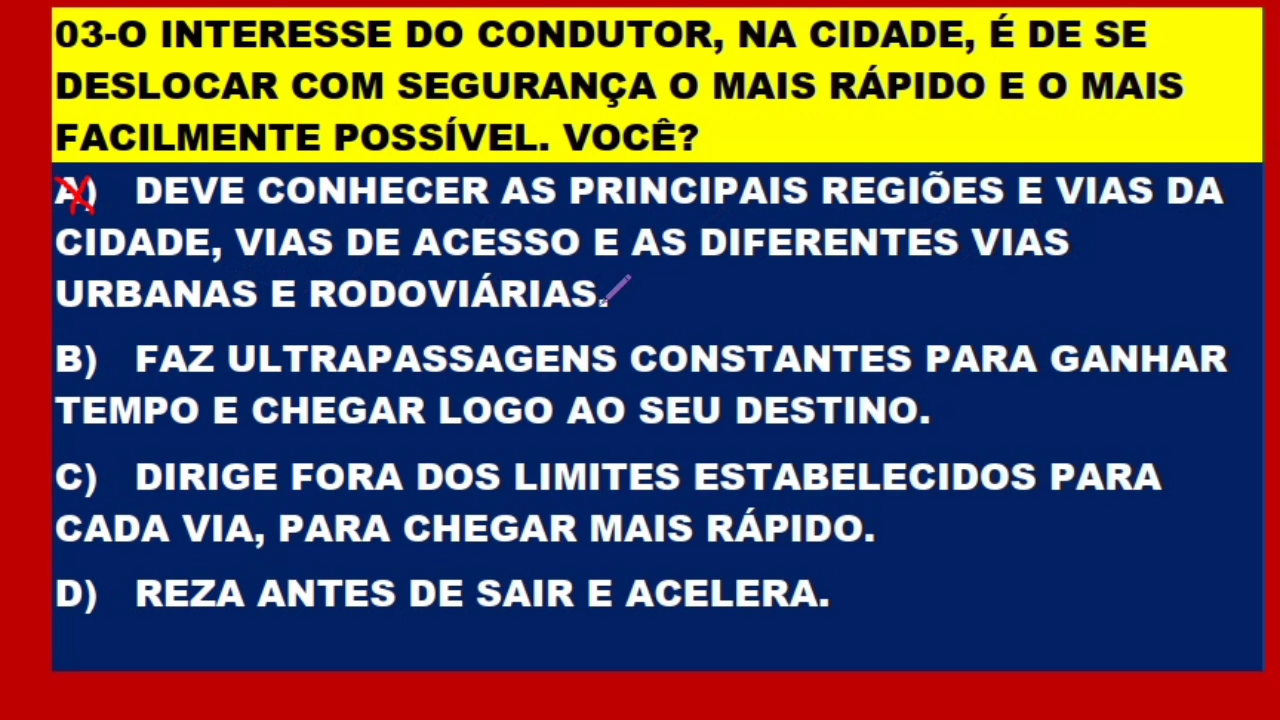 03-O INTERESSE DO CONDUTOR, NA CIDADE, É DE SE
DESLOCAR COM SEGURANÇA O MAIS RÁPIDO E O MAIS
FACILMENTE POSSÍVEL. VOCÊ?
A) DEVE CONHECER AS PRINCIPAIS REGIÕES E VIAS DA
CIDADE, VIAS DE ACESSO E AS DIFERENTES VIAS
URBANAS E RODOVIÁRIAS.
B) FAZ ULTRAPASSAGENS CONSTANTES PARA GANHAR
TEMPO E CHEGAR LOGO AO SEU DESTINO.
C) DIRIGE FORA DOS LIMITES ESTABELECIDOS PARA
CADA VIA, PARA CHEGAR MAIS RÁPIDO.
D) REZA ANTES DE SAIR E ACELERA.